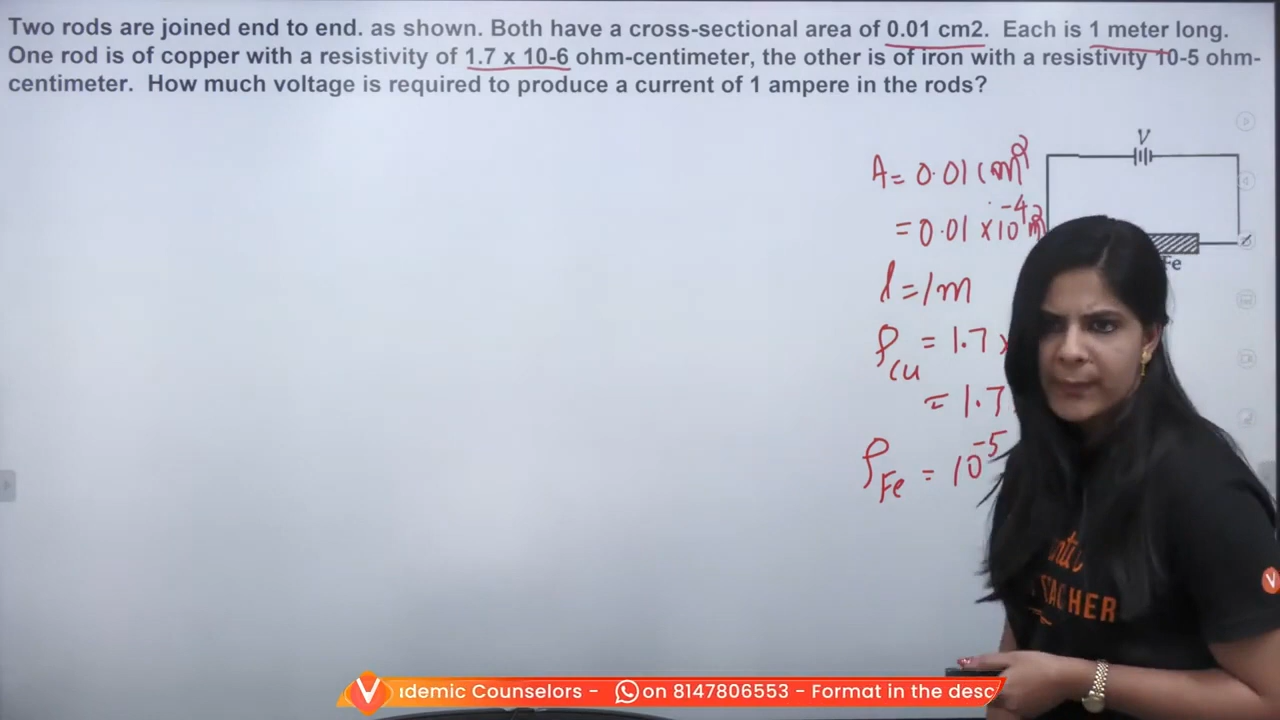 Two rods are joined end to end. as shown. Both have a cross-sectional area of 0.01 cm2. Each is 1 meter long.
One rod is of copper with a resistivity of 1.7 x 10-6 ohm-centimeter, the other is of iron with a resistivity 10-5 ohm-
centimeter. How much voltage is required to produce a current of 1 ampere in the rods?
V
A = 0.01 cm²
= 0.01 × 10⁻⁴ m²
Fe
l = 1m
ρCu = 1.7 ×
= 1.7
ρFe = 10⁻⁵
TEACHER
V
V
idemic Counselors - on 8147806553 - Format in the desc